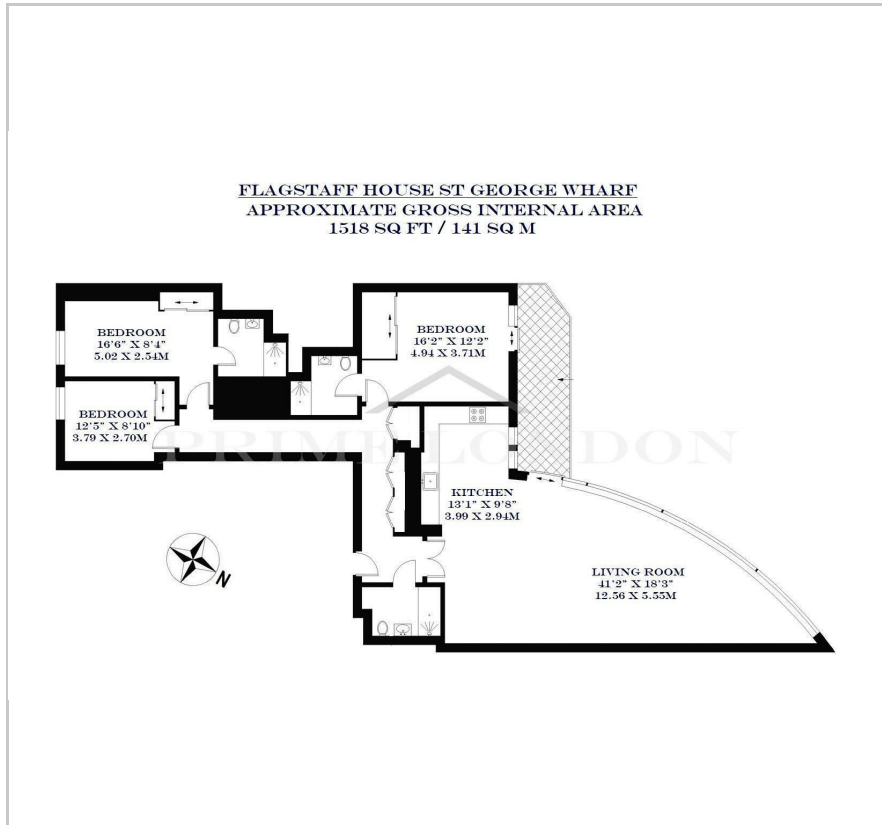 FLAGSTAFF HOUSE ST GEORGE WHARF
APPROXIMATE GROSS INTERNAL AREA
1518 SQ FT / 141 SQ M
BEDROOM
16'6" X 8'4"
5.02 X 2.54M
BEDROOM
16'2" X 12'2"
4.94 X 3.71M
BEDROOM
12'5" X 8'10"
3.79 X 2.70M
PRIME LONDON
KITCHEN
13'1" X 9'8"
3.99 X 2.94M
N
LIVING ROOM
41'2" X 18'3"
12.56 X 5.55M